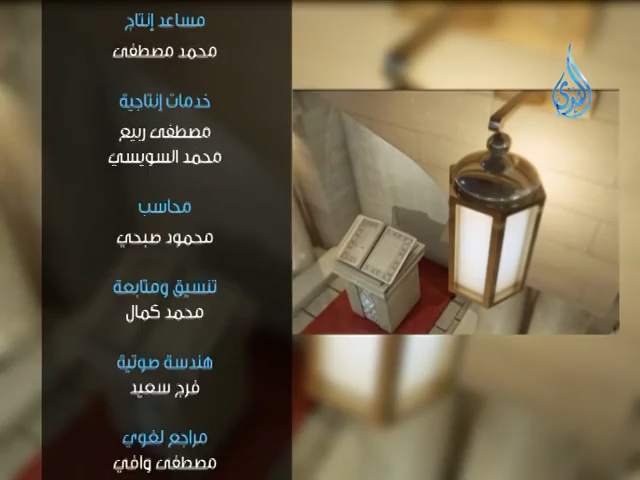 مساعد إنتاج
محمد مصطفى
خدمات إنتاجية
مصطفى ربيع
محمد السويسي
محاسب
محمود صبحي
تنسيق ومتابعة
محمد كمال
هندسة صوتية
فرج سعيد
مراجع لغوي
مصطفى وافي
الندى